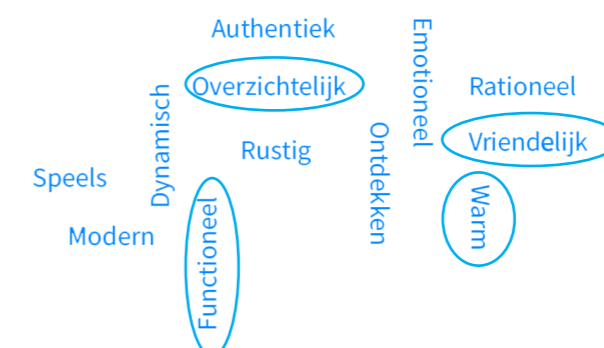 Authentiek
Emotioneel
Overzichtelijk
Rationeel
Dynamisch
Ontdekken
Vriendelijk
Rustig
Speels
Warm
Functioneel
Modern